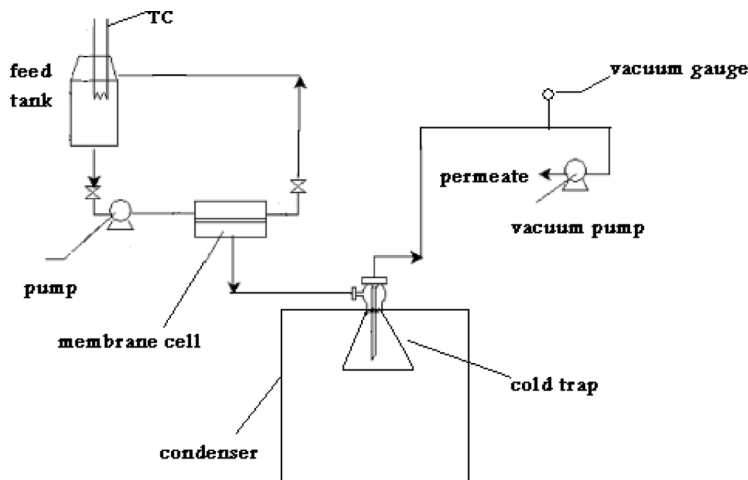 TC
feed
tank
vacuum gauge
permeate
vacuum pump
pump
membrane cell
cold trap
condenser